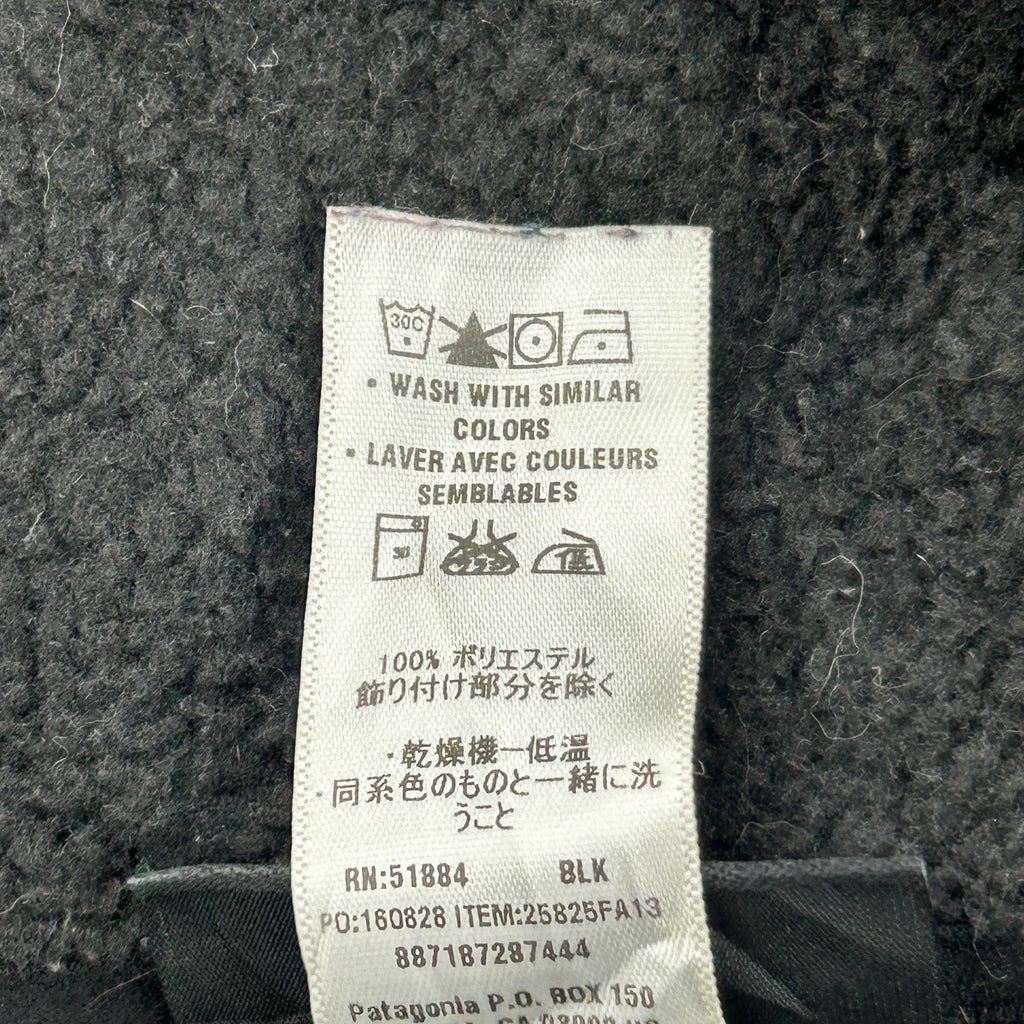 30C
• WASH WITH SIMILAR
COLORS
• LAVER AVEC COULEURS
SEMBLABLES
30
低
100% ポリエステル
飾り付け部分を除く
・乾燥機ー低温
・同系色のものと一緒に洗
うこと
RN:51884 BLK
PO:160828 ITEM:25825FA13
887187287444
Patagonia P.O. BOX 150